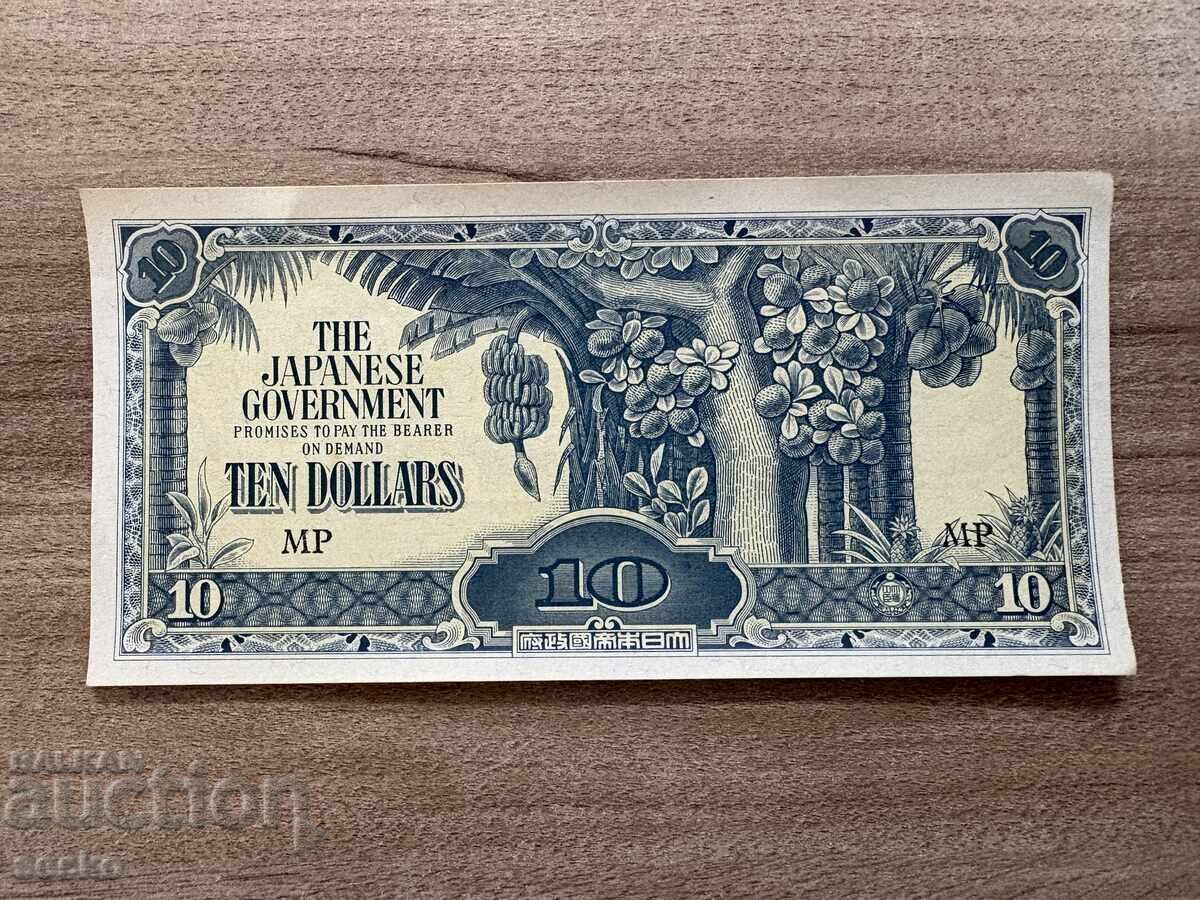 10
10
THE
JAPANESE
GOVERNMENT
PROMISES TO PAY THE BEARER
ON DEMAND
TEN DOLLARS
MP
MP
10
10
10
府政國帝本日大
BALKAN
auction
sesko